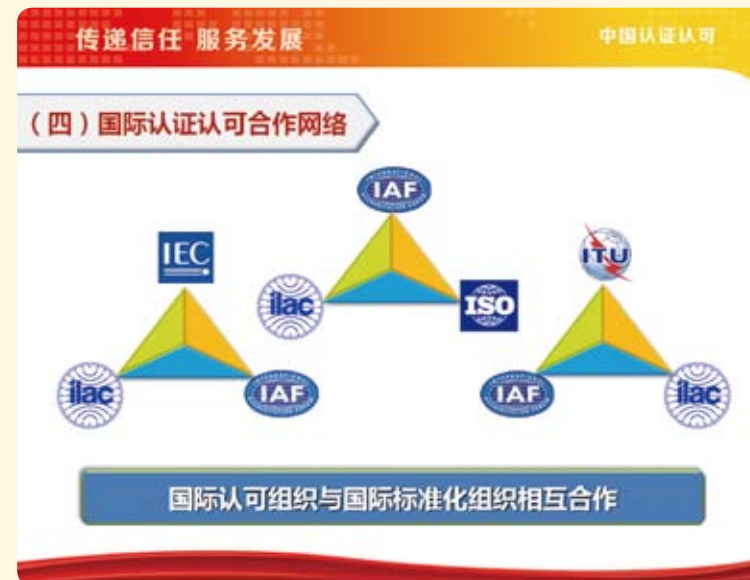 传递信任 服务发展
中国认证认可
（四）国际认证认可合作网络
IAF
IEC
ITU
ilac
ISO
ilac
IAF
IAF
ilac
国际认可组织与国际标准化组织相互合作